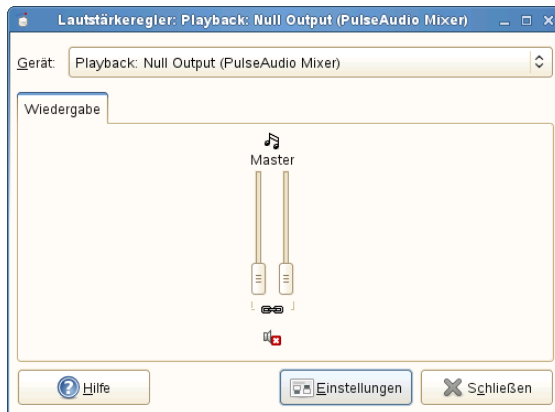 Lautstärkeregler: Playback: Null Output (PulseAudio Mixer)
Gerät: Playback: Null Output (PulseAudio Mixer)
Wiedergabe
Master
Hilfe
Einstellungen
Schließen